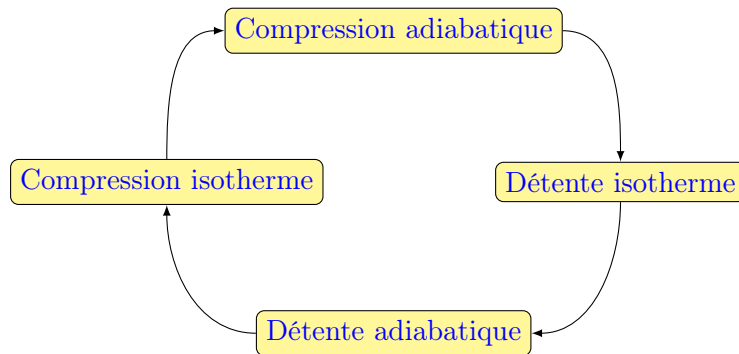 Compression adiabatique
Compression isotherme
Détente isotherme
Détente adiabatique